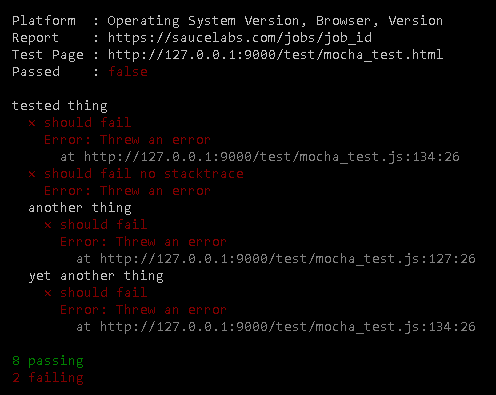 Platform  : Operating System Version, Browser, Version
Report    : https://saucelabs.com/jobs/job_id
Test Page : http://127.0.0.1:9000/test/mocha_test.html
Passed    : false
tested thing
× should fail
Error: Threw an error
at http://127.0.0.1:9000/test/mocha_test.js:134:26
× should fail no stacktrace
Error: Threw an error
another thing
× should fail
Error: Threw an error
at http://127.0.0.1:9000/test/mocha_test.js:127:26
yet another thing
× should fail
Error: Threw an error
at http://127.0.0.1:9000/test/mocha_test.js:134:26
8 passing
2 failing